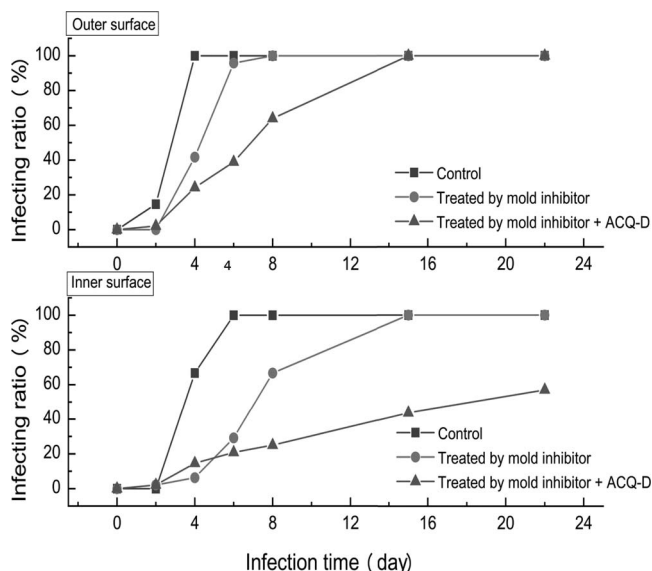 Outer surface
100
80
60
40
20
0
Infecting ratio ( %)
Control
Treated by mold inhibitor
Treated by mold inhibitor + ACQ-D
0 4 4 8 12 16 20 24
Inner surface
100
80
60
40
20
0
Infecting ratio ( %)
Control
Treated by mold inhibitor
Treated by mold inhibitor + ACQ-D
0 4 8 12 16 22 24
Infection time ( day)